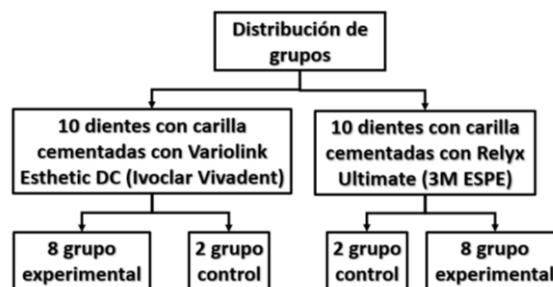 Distribución de
grupos
10 dientes con carilla
cementadas con Variolink
Esthetic DC (Ivoclar Vivadent)
10 dientes con carilla
cementadas con Relyx
Ultimate (3M ESPE)
8 grupo
experimental
2 grupo
control
2 grupo
control
8 grupo
experimental